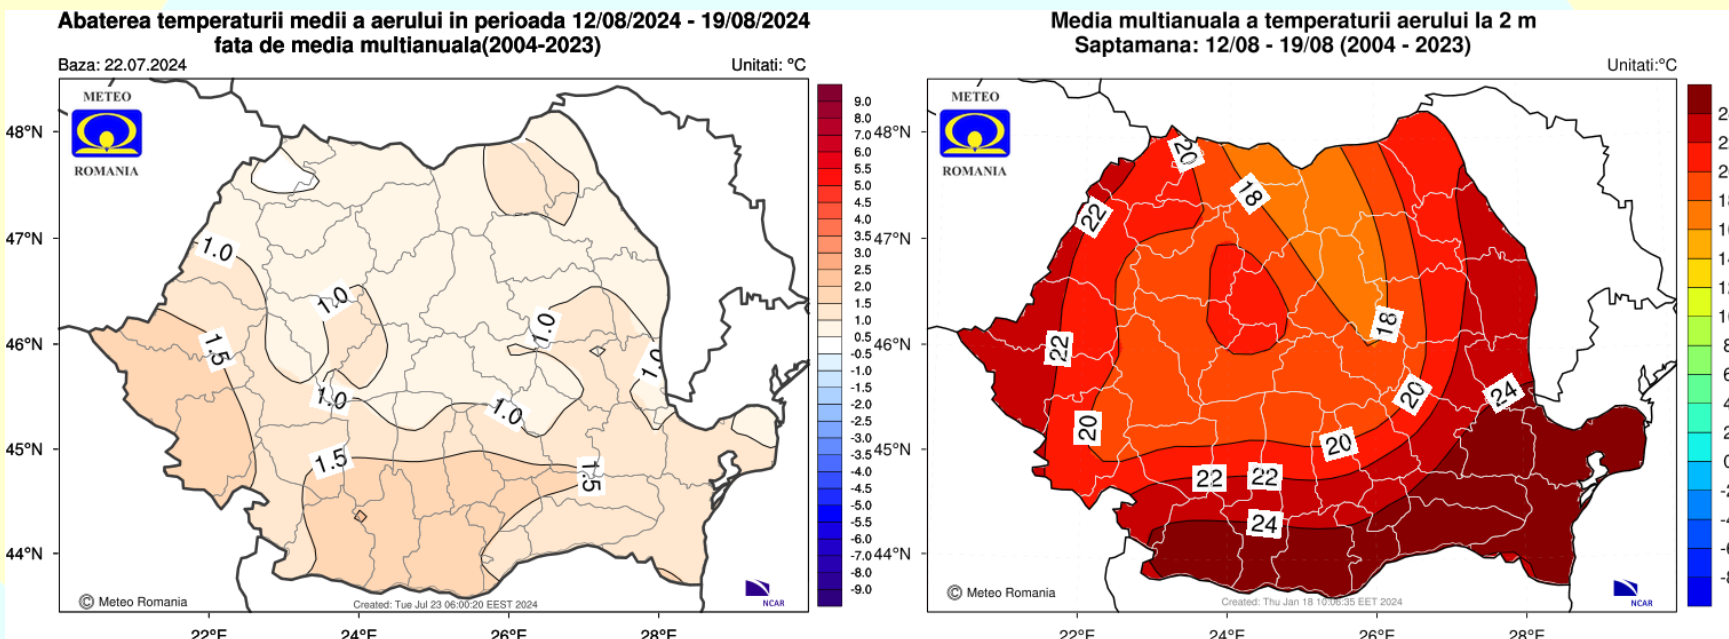 Abaterea temperaturii medii a aerului in perioada 12/08/2024 - 19/08/2024
fata de media multianuala(2004-2023)
Baza: 22.07.2024
Unitati: °C
METEO
ROMANIA
48°N
47°N
46°N
45°N
44°N
22°E
24°E
26°E
28°E
1.0
1.0
1.0
1.5
1.0
1.0
1.0
1.5
1.5
9.0
8.0
7.0
6.0
5.5
5.0
4.5
4.0
3.5
3.0
2.5
2.0
1.5
1.0
0.5
-0.5
-1.0
-1.5
-2.0
-2.5
-3.0
-3.5
-4.0
-4.5
-5.0
-5.5
-6.0
-7.0
-8.0
-9.0
© Meteo Romania
Created: Tue Jul 23 06:00:20 EEST 2024
NCAR
Media multianuala a temperaturii aerului la 2 m
Saptamana: 12/08 - 19/08 (2004 - 2023)
Unitati:°C
METEO
ROMANIA
48°N
47°N
46°N
45°N
44°N
22°E
24°E
26°E
28°E
20
18
22
18
22
24
20
20
20
22
22
24
© Meteo Romania
Created: Thu Jan 18 10:06:35 EET 2024
NCAR